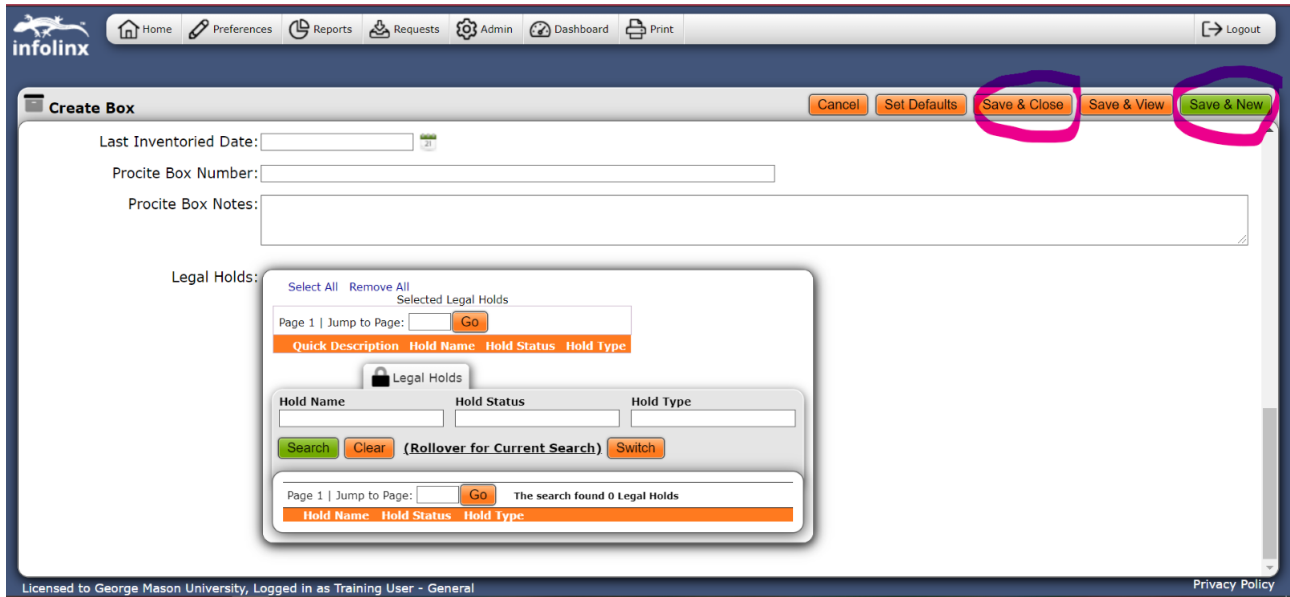 infolinx
Home Preferences Reports Requests Admin Dashboard Print Logout
Create Box Cancel Set Defaults Save & Close Save & View Save & New
Last Inventoried Date: 21
Procite Box Number:
Procite Box Notes:
Legal Holds:
Select All Remove All
Selected Legal Holds
Page 1 | Jump to Page: Go
Quick Description Hold Name Hold Status Hold Type
Legal Holds
Hold Name Hold Status Hold Type
Search Clear (Rollover for Current Search) Switch
Page 1 | Jump to Page: Go The search found 0 Legal Holds
Hold Name Hold Status Hold Type
Licensed to George Mason University, Logged in as Training User - General Privacy Policy